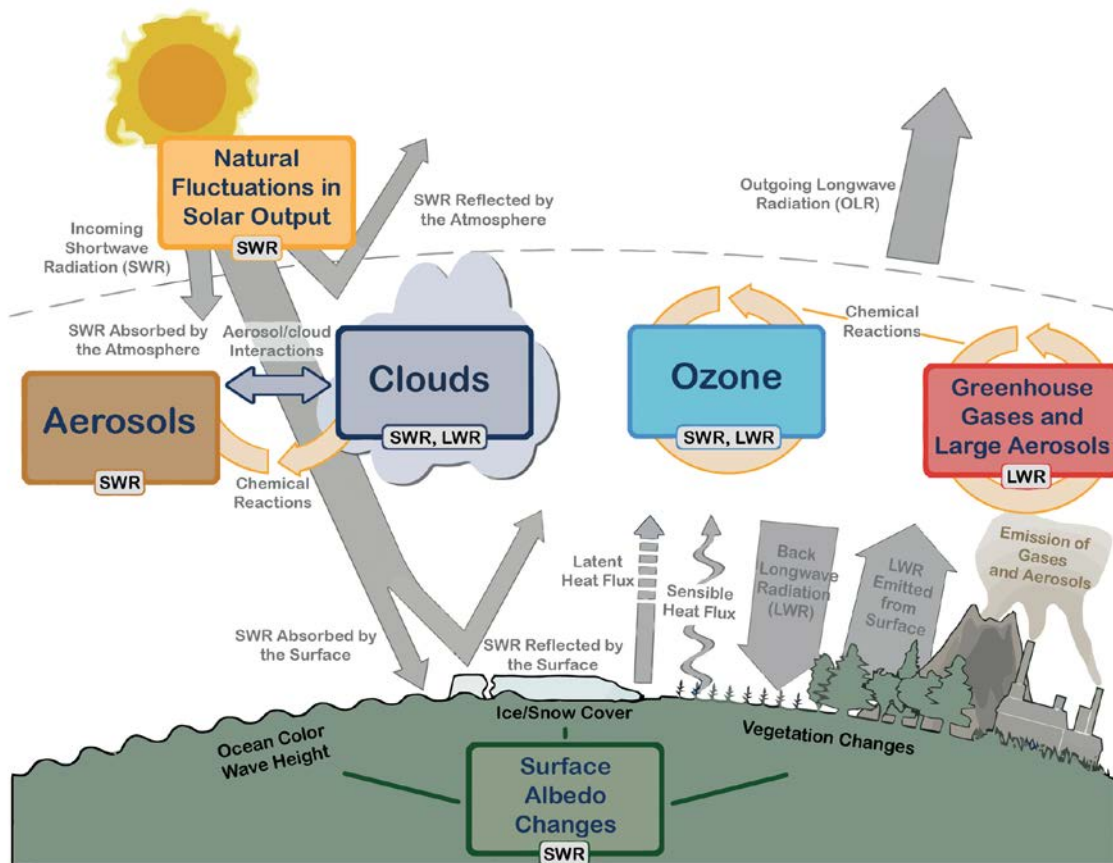 Natural
Fluctuations in
Solar Output
SWR
Incoming
Shortwave
Radiation (SWR)
SWR Reflected by
the Atmosphere
Outgoing Longwave
Radiation (OLR)
SWR Absorbed by
the Atmosphere
Aerosol/cloud
Interactions
Chemical
Reactions
Aerosols
SWR
Clouds
SWR, LWR
Ozone
SWR, LWR
Greenhouse
Gases and
Large Aerosols
LWR
Chemical
Reactions
Latent
Heat Flux
Sensible
Heat Flux
Back
Longwave
Radiation
(LWR)
LWR
Emitted
from
Surface
Emission of
Gases
and Aerosols
SWR Absorbed by
the Surface
SWR Reflected by
the Surface
Ocean Color
Wave Height
Ice/Snow Cover
Vegetation Changes
Surface
Albedo
Changes
SWR